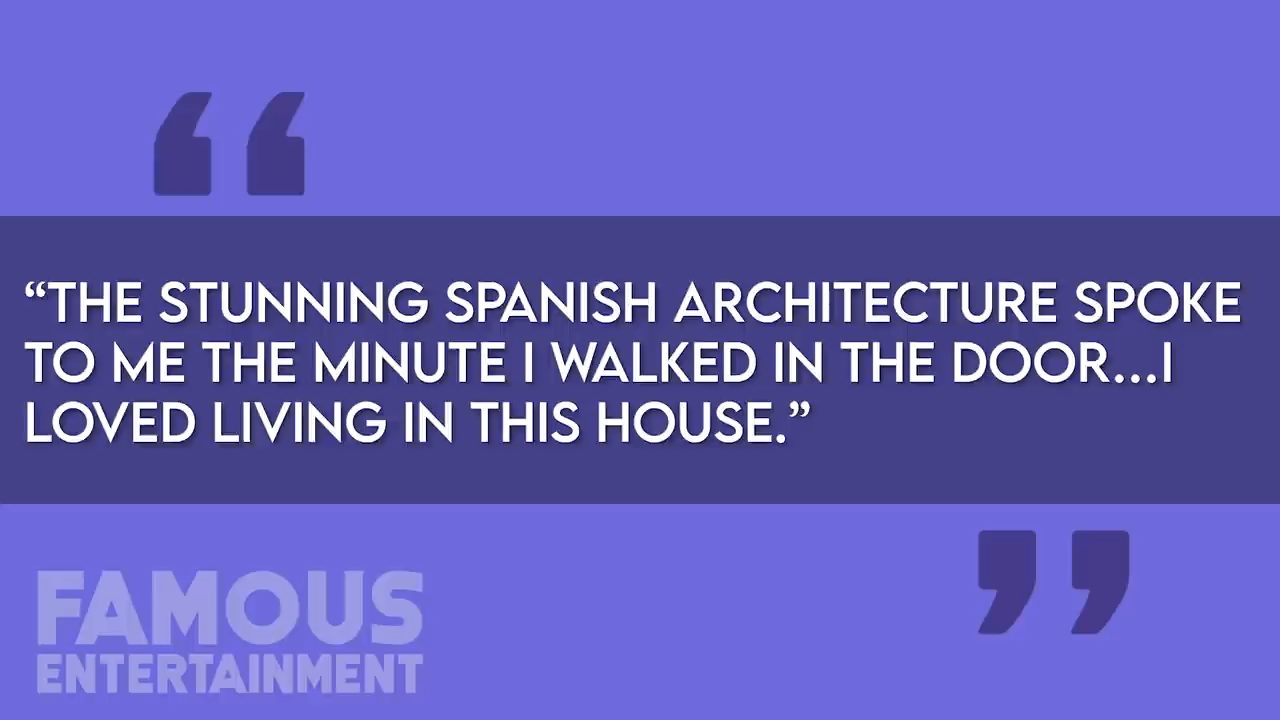 “THE STUNNING SPANISH ARCHITECTURE SPOKE
TO ME THE MINUTE I WALKED IN THE DOOR...I
LOVED LIVING IN THIS HOUSE.”
FAMOUS
ENTERTAINMENT